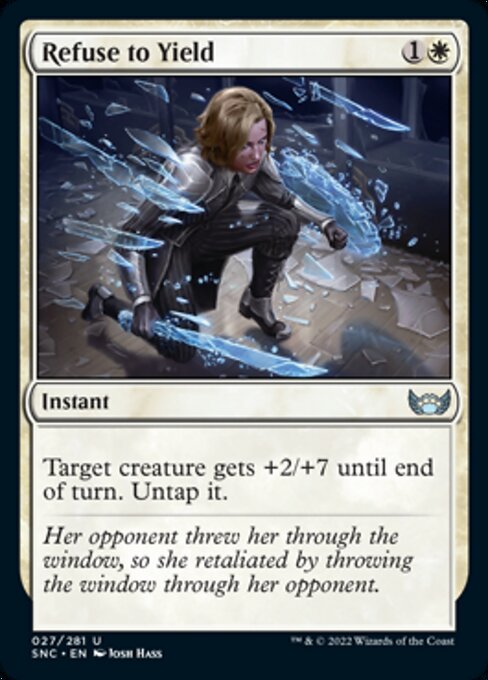 Refuse to Yield 1
Instant
Target creature gets +2/+7 until end
of turn. Untap it.
Her opponent threw her through the
window, so she retaliated by throwing
the window through her opponent.
027/281 U
SNC • EN Josh Hass
™ & © 2022 Wizards of the Coast